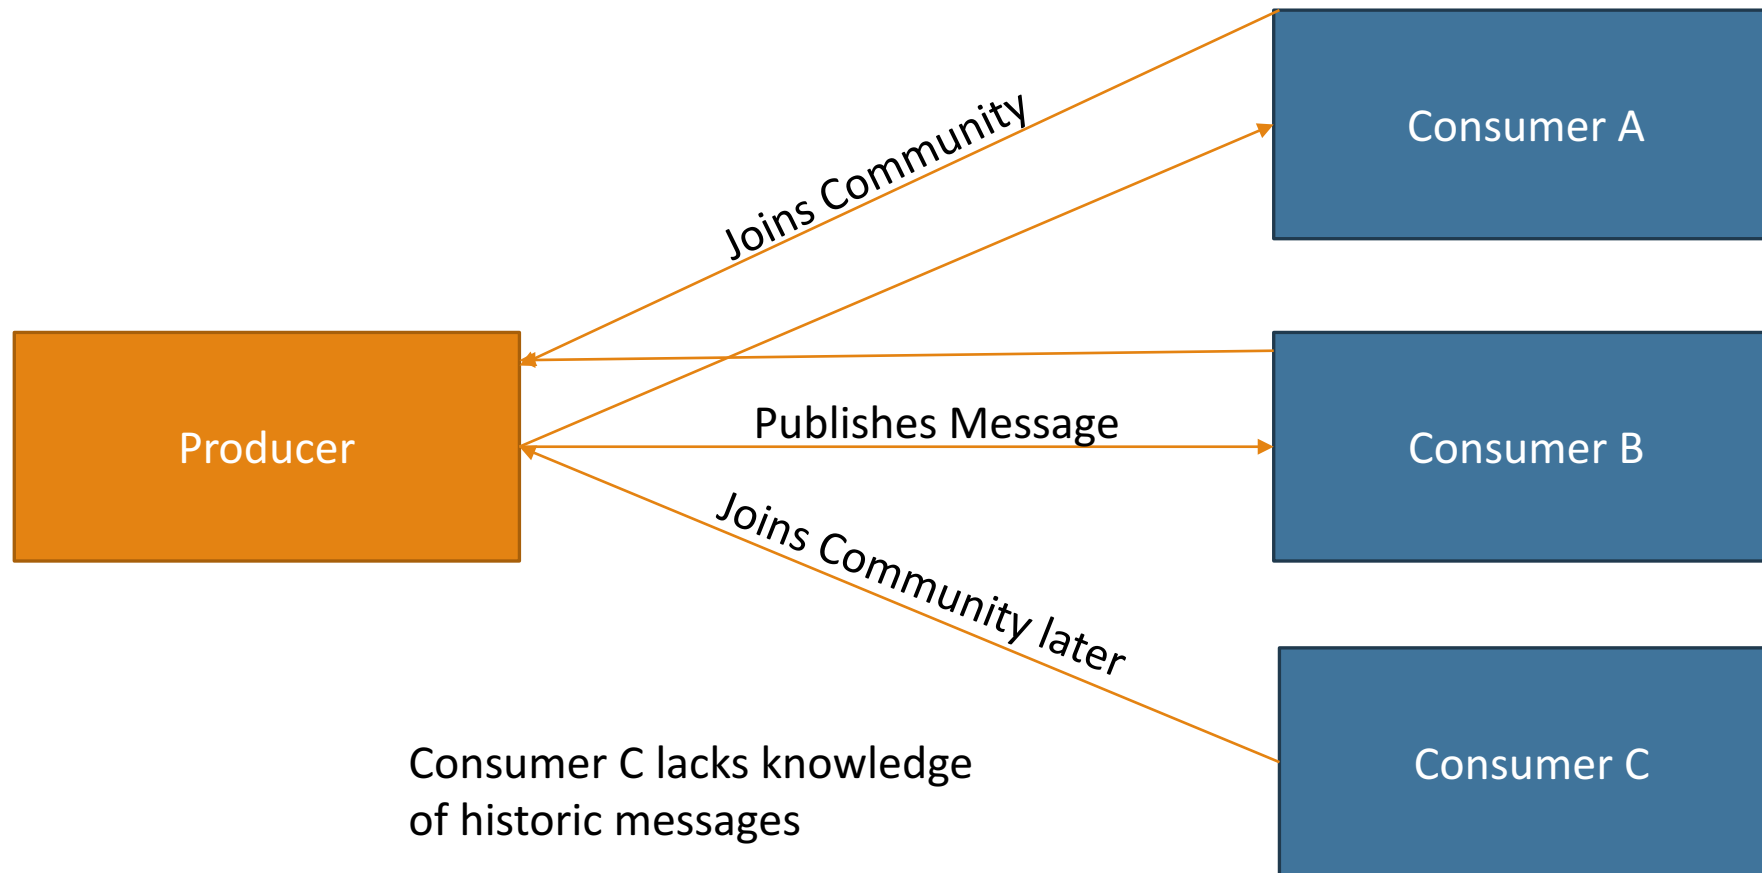 Joins Community
Consumer A
Producer
Publishes Message
Consumer B
Joins Community later
Consumer C lacks knowledge
of historic messages
Consumer C